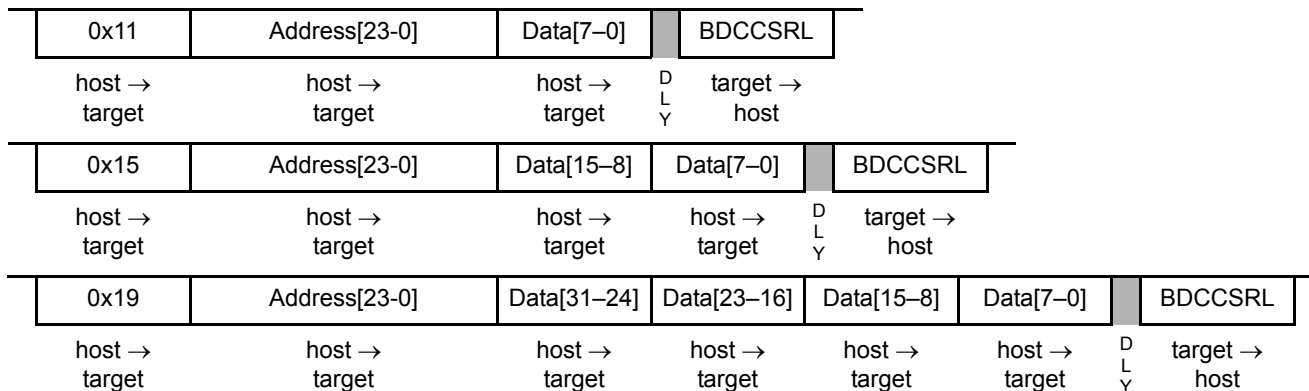 0x11 Address[23-0] Data[7–0] BDCCSRL
host → host → host → D target →
target target target L host
Y
0x15 Address[23-0] Data[15–8] Data[7–0] BDCCSRL
host → host → host → host → D target →
target target target target L host
Y
0x19 Address[23-0] Data[31–24] Data[23–16] Data[15–8] Data[7–0] BDCCSRL
host → host → host → host → host → host → D target →
target target target target target target L host
Y